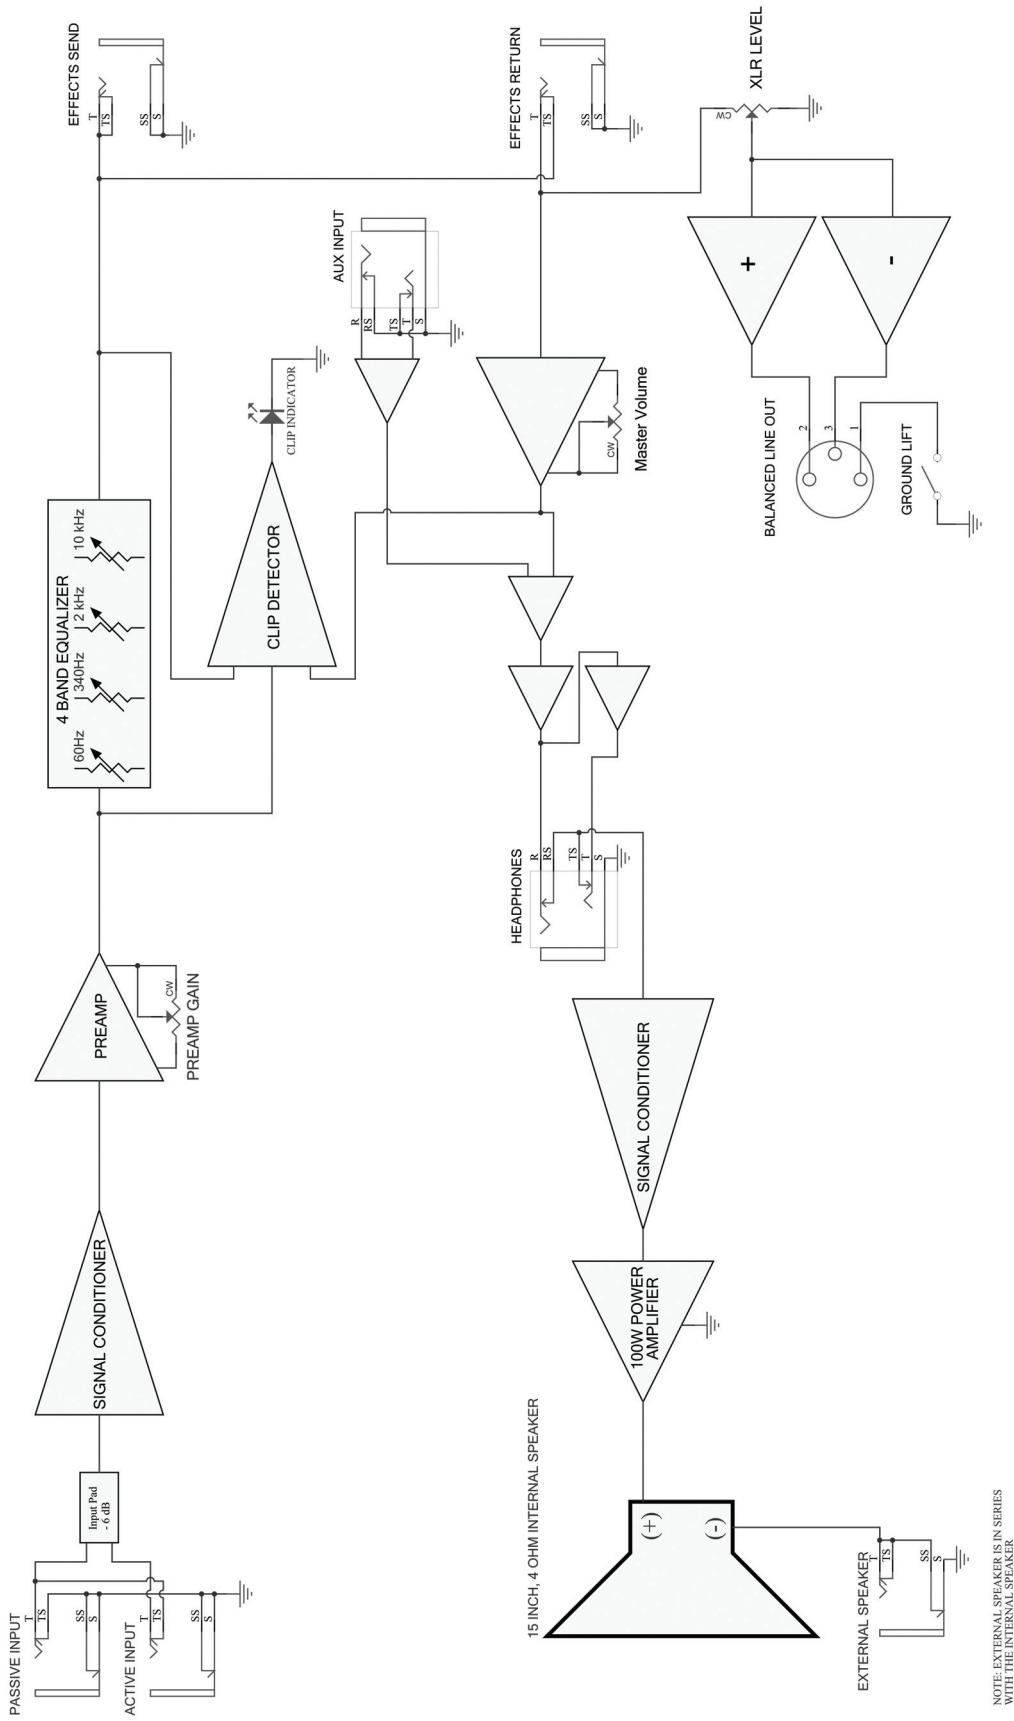 PASSIVE INPUT
T
TS
SS
S
ACTIVE INPUT
T
TS
SS
S
Input Pad
- 6 dB
SIGNAL CONDITIONER
PREAMP
CW
PREAMP GAIN
4 BAND EQUALIZER
60Hz
340Hz
2 kHz
10 kHz
CLIP DETECTOR
CLIP INDICATOR
EFFECTS SEND
T
TS
SS
S
AUX INPUT
R
RS
TS
T
S
EFFECTS RETURN
T
TS
SS
S
CW
Master Volume
XLR LEVEL
CW
+
-
BALANCED LINE OUT
2
3
1
GROUND LIFT
HEADPHONES
R
RS
TS
T
S
SIGNAL CONDITIONER
100W POWER
AMPLIFIER
15 INCH, 4 OHM INTERNAL SPEAKER
(+)
(-)
EXTERNAL SPEAKER
T
TS
SS
S
NOTE: EXTERNAL SPEAKER IS IN SERIES
WITH THE INTERNAL SPEAKER